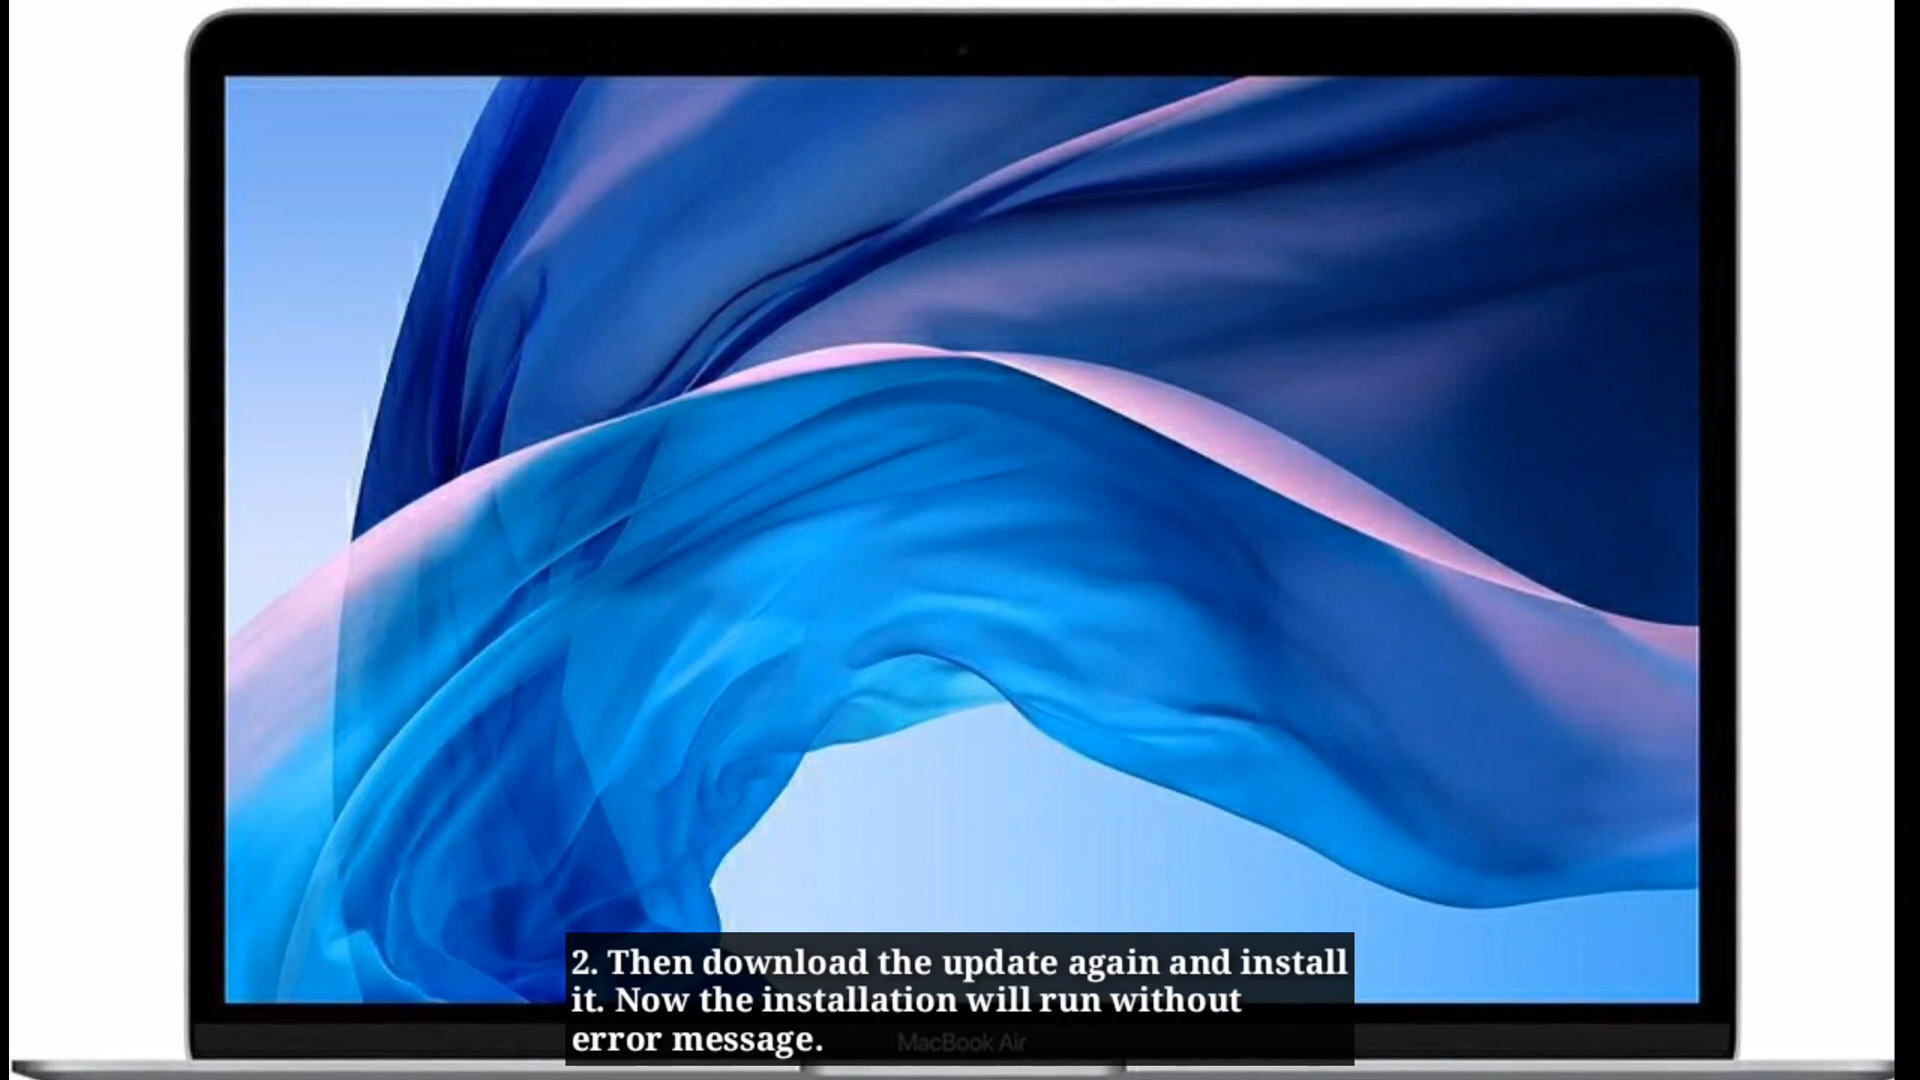 2. Then download the update again and install
it. Now the installation will run without
error message.
MacBook Air